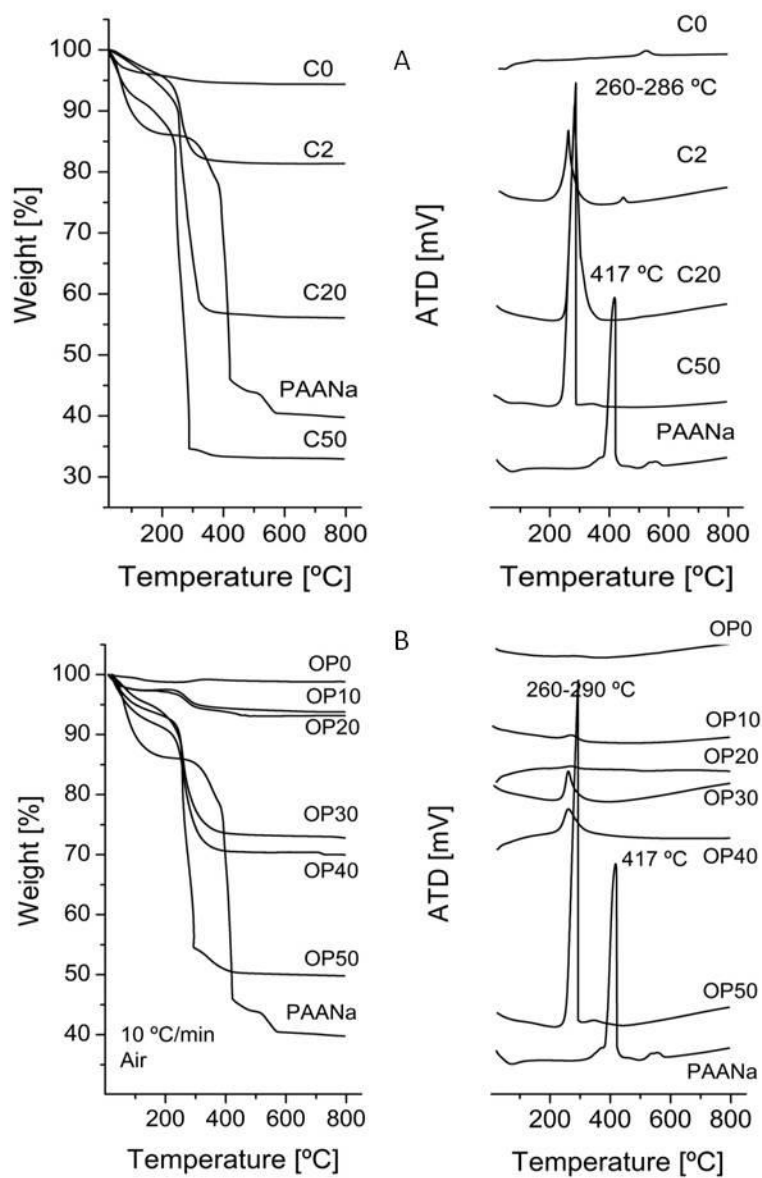 A
100
90
80
70
60
50
40
30
Weight [%]
C0
C2
C20
PAANa
C50
200 400 600 800
Temperature [ºC]
ATD [mV]
C0
260-286 ºC
C2
417 ºC
C20
C50
PAANa
200 400 600 800
Temperature [ºC]
B
100
90
80
70
60
50
40
Weight [%]
OP0
OP10
OP20
OP30
OP40
OP50
PAANa
10 ºC/min
Air
200 400 600 800
Temperature [ºC]
ATD [mV]
OP0
260-290 ºC
OP10
OP20
OP30
OP40
417 ºC
OP50
PAANa
200 400 600 800
Temperature [ºC]